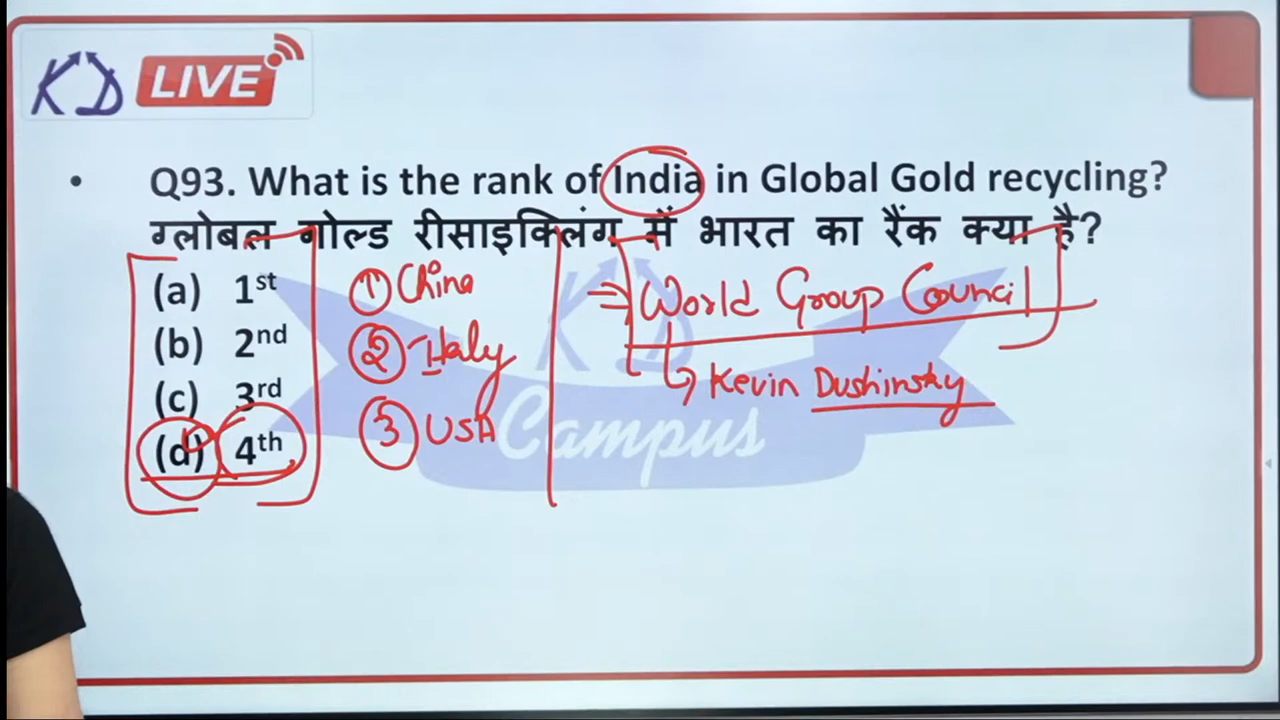 KD LIVE
• Q93. What is the rank of India in Global Gold recycling?
ग्लोबल गोल्ड रीसाइक्लिंग में भारत का रैंक क्या है?
(a) 1st
(b) 2nd
(c) 3rd
(d) 4th
① China
② Italy
③ USA
⇒ World Group Council
↳ Kevin Dushinsky
KD
Campus